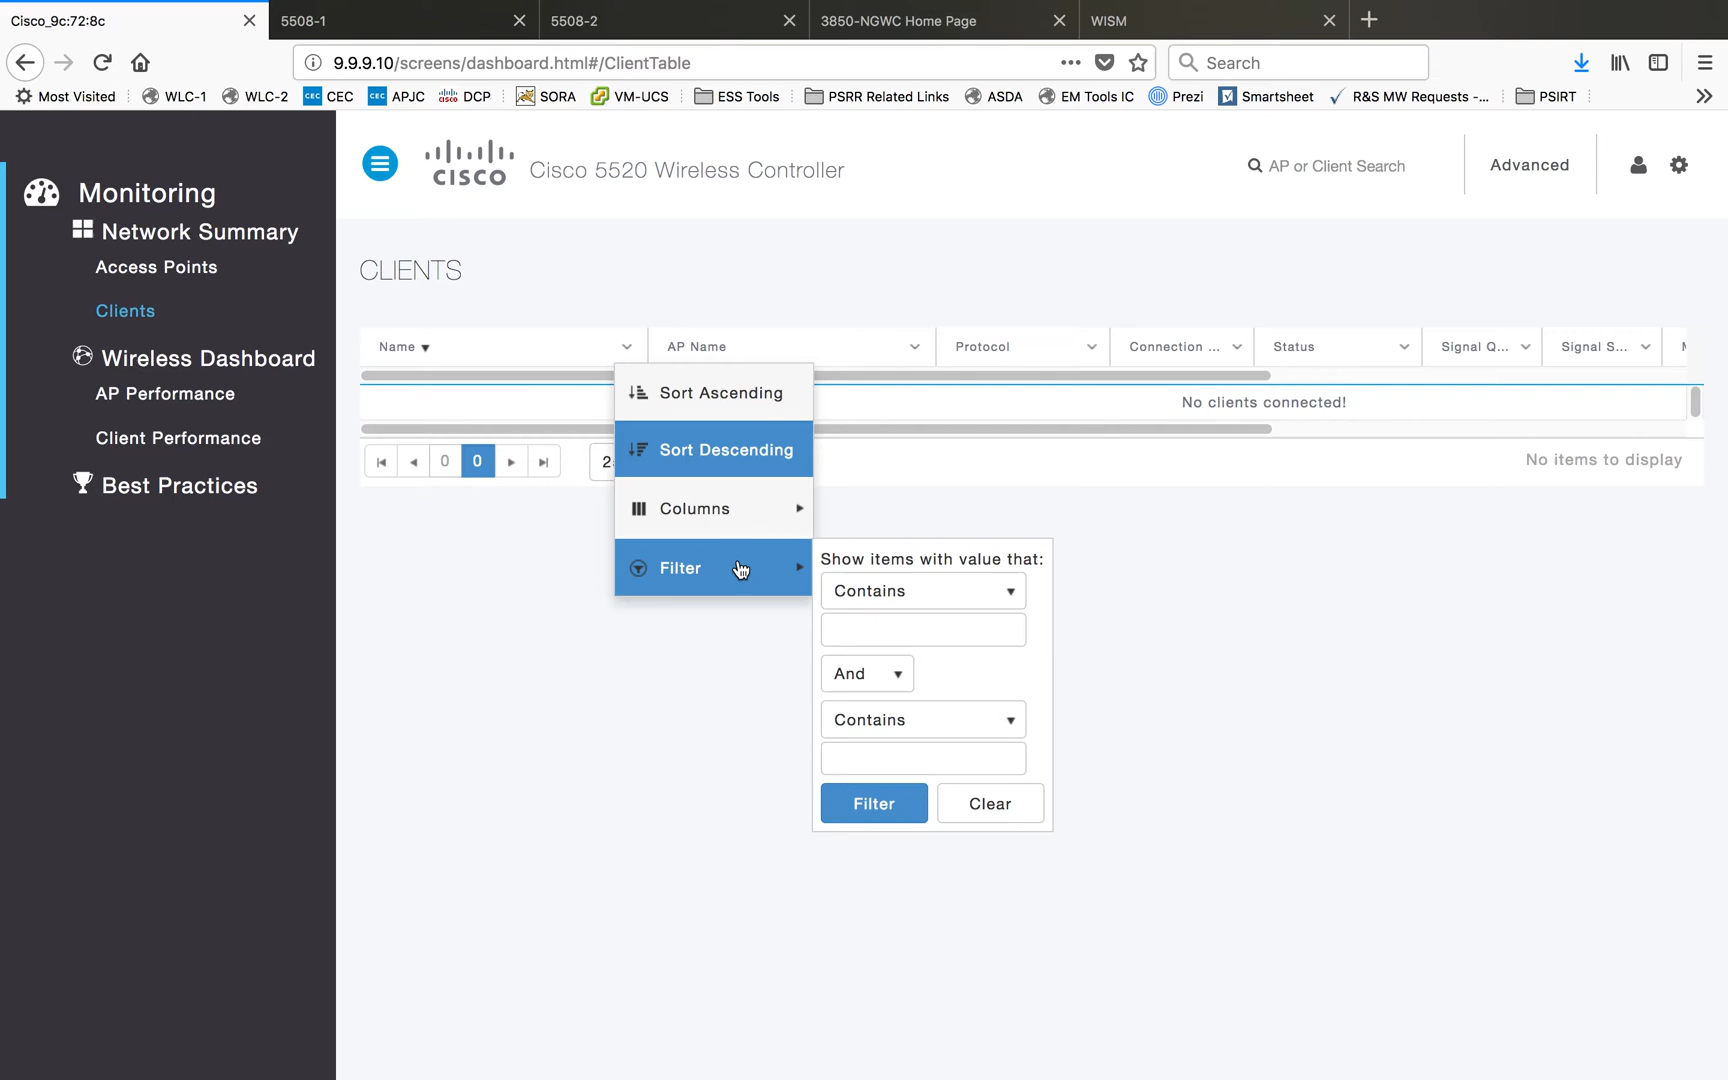 Cisco_9c:72:8c
5508-1
5508-2
3850-NGWC Home Page
WISM
9.9.9.10/screens/dashboard.html#/ClientTable
Search
Most Visited
WLC-1
WLC-2
CEC CEC
CEC APJC
cisco DCP
SORA
VM-UCS
ESS Tools
PSRR Related Links
ASDA
EM Tools IC
Prezi
Smartsheet
R&S MW Requests -...
PSIRT
Monitoring
Network Summary
Access Points
Clients
Wireless Dashboard
AP Performance
Client Performance
Best Practices
CISCO
Cisco 5520 Wireless Controller
AP or Client Search
Advanced
CLIENTS
Name
AP Name
Protocol
Connection ...
Status
Signal Q...
Signal S...
No clients connected!
0
0
2
No items to display
Sort Ascending
Sort Descending
Columns
Filter
Show items with value that:
Contains
And
Contains
Filter
Clear